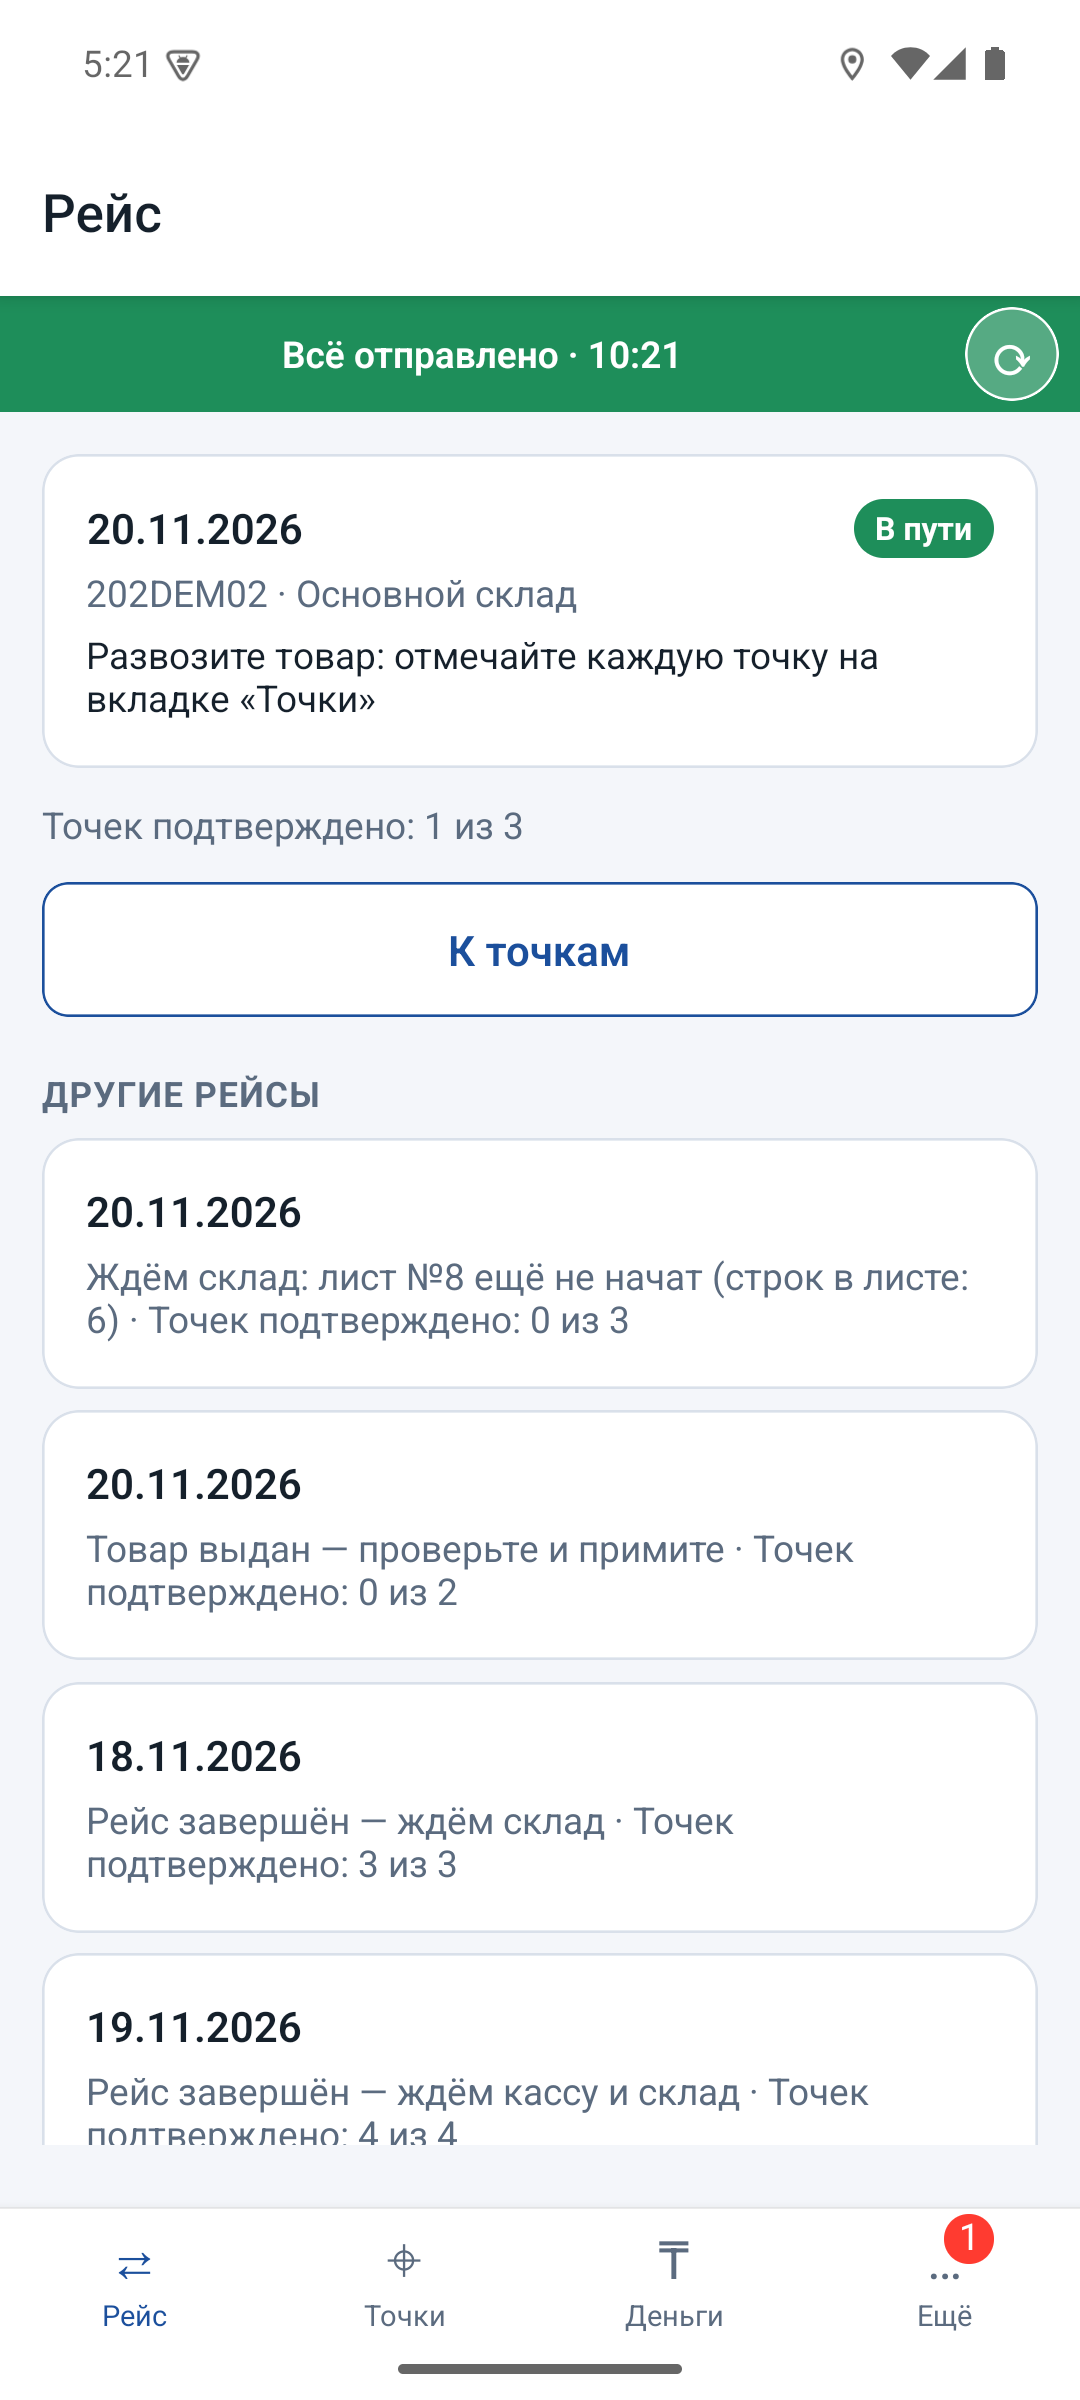 5:21
Рейс
Всё отправлено · 10:21
20.11.2026
В пути
202DEM02 · Основной склад
Развозите товар: отмечайте каждую точку на
вкладке «Точки»
Точек подтверждено: 1 из 3
К точкам
ДРУГИЕ РЕЙСЫ
20.11.2026
Ждём склад: лист №8 ещё не начат (строк в листе:
6) · Точек подтверждено: 0 из 3
20.11.2026
Товар выдан — проверьте и примите · Точек
подтверждено: 0 из 2
18.11.2026
Рейс завершён — ждём склад · Точек
подтверждено: 3 из 3
19.11.2026
Рейс завершён — ждём кассу и склад · Точек
подтверждено: 4 из 4
1
Рейс
Точки
Деньги
Ещё